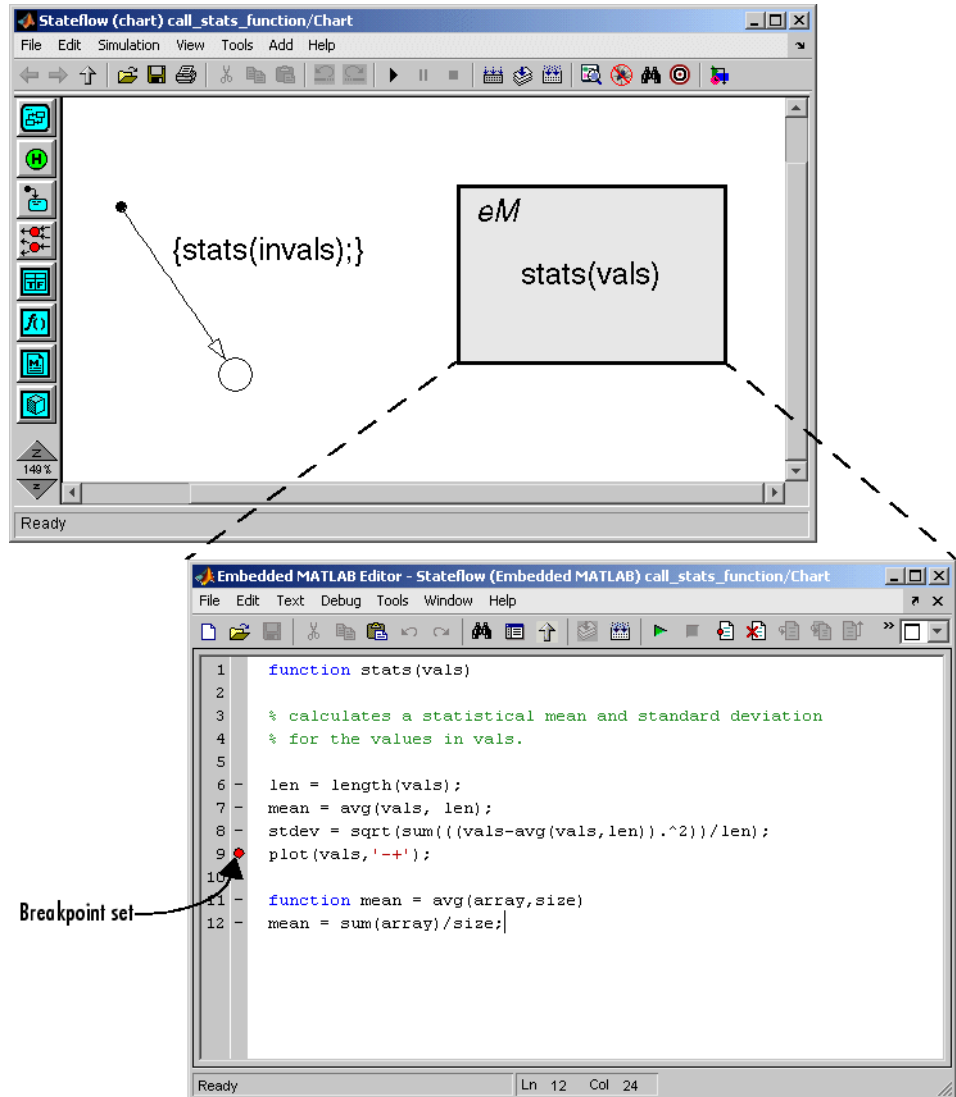 Stateflow (chart) call_stats_function/Chart
File Edit Simulation View Tools Add Help
{stats(invals);}
eM
stats(vals)
149%
Ready
Embedded MATLAB Editor - Stateflow (Embedded MATLAB) call_stats_function/Chart
File Edit Text Debug Tools Window Help
1 function stats(vals)
2
3 % calculates a statistical mean and standard deviation
4 % for the values in vals.
5
6 - len = length(vals);
7 - mean = avg(vals, len);
8 - stdev = sqrt(sum(((vals-avg(vals,len)).^2))/len);
9 plot(vals,'-+');
10
11 - function mean = avg(array,size)
12 - mean = sum(array)/size;
Breakpoint set
Ready Ln 12 Col 24